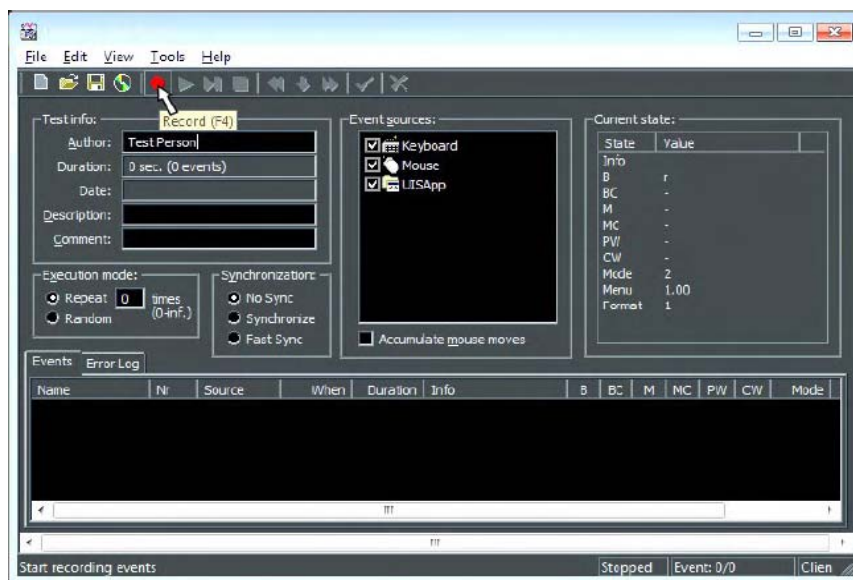 File Edit View Tools Help
Record (F4)
Test info:
Author: Test Person
Duration: 0 sec. (0 events)
Date:
Description:
Comment:
Execution mode:
Repeat 0 times
(0-inf.)
Random
Synchronization:
No Sync
Synchronize
Fast Sync
Event sources:
Keyboard
Mouse
LISApp
Accumulate mouse moves
Current state:
State Value
Info
B r
BC -
M -
MC -
PW -
CW -
Mode 2
Menu 1.00
Format 1
Events Error Log
Name Nr Source When Duration Info B BC M MC PW CW Mode
Start recording events Stopped Event: 0/0 Clien